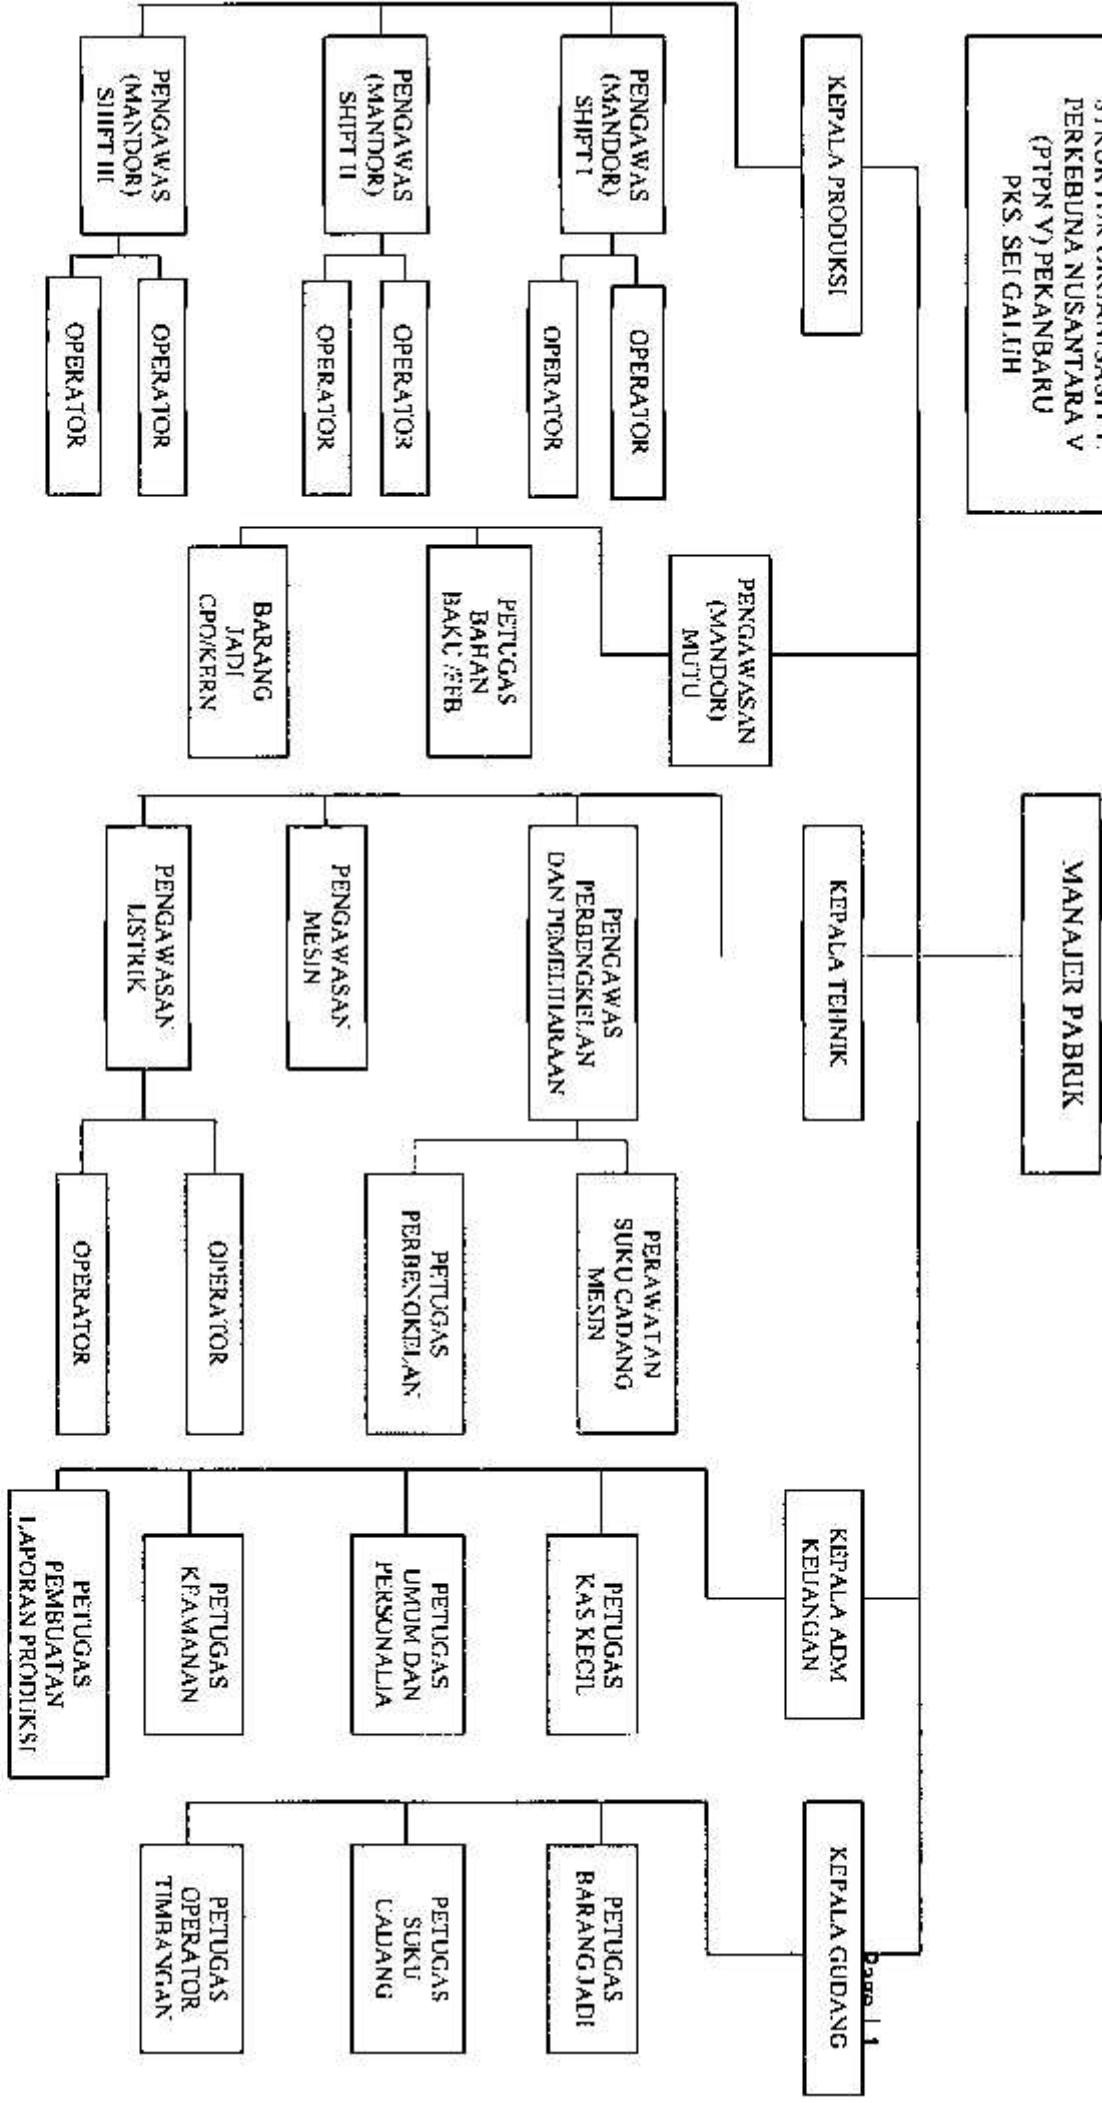 PERKEBUNA NUSANTARA V
(PTPN V) PEKANBARU
PKS. SEI GALUH
MANAJER PABRIK
KEPALA PRODUKSI
PENGAWASAN
(MANDOR)
MUTU
KEPALA TEHNIK
KEPALA ADM
KEUANGAN
KEPALA GUDANG
Page | 1
PENGAWAS
(MANDOR)
SHIFT I
OPERATOR
OPERATOR
PENGAWAS
(MANDOR)
SHIFT II
OPERATOR
OPERATOR
PENGAWAS
(MANDOR)
SHIFT III
OPERATOR
OPERATOR
PETUGAS
BAHAN
BAKU /FFB
BARANG
JADI
CPO/KERN
PENGAWAS
PERBENGKELAN
DAN PEMELIHARAAN
PERAWATAN
SUKU CADANG
MESIN
PETUGAS
PERBENGKELAN
PENGAWASAN
MESIN
PENGAWASAN
LISTRIK
OPERATOR
OPERATOR
PETUGAS
KAS KECIL
PETUGAS
UMUM DAN
PERSONALIA
PETUGAS
KEAMANAN
PETUGAS
PEMBUATAN
LAPORAN PRODUKSI
PETUGAS
BARANG JADI
PETUGAS
SUKU
CADANG
PETUGAS
OPERATOR
TIMBANGAN